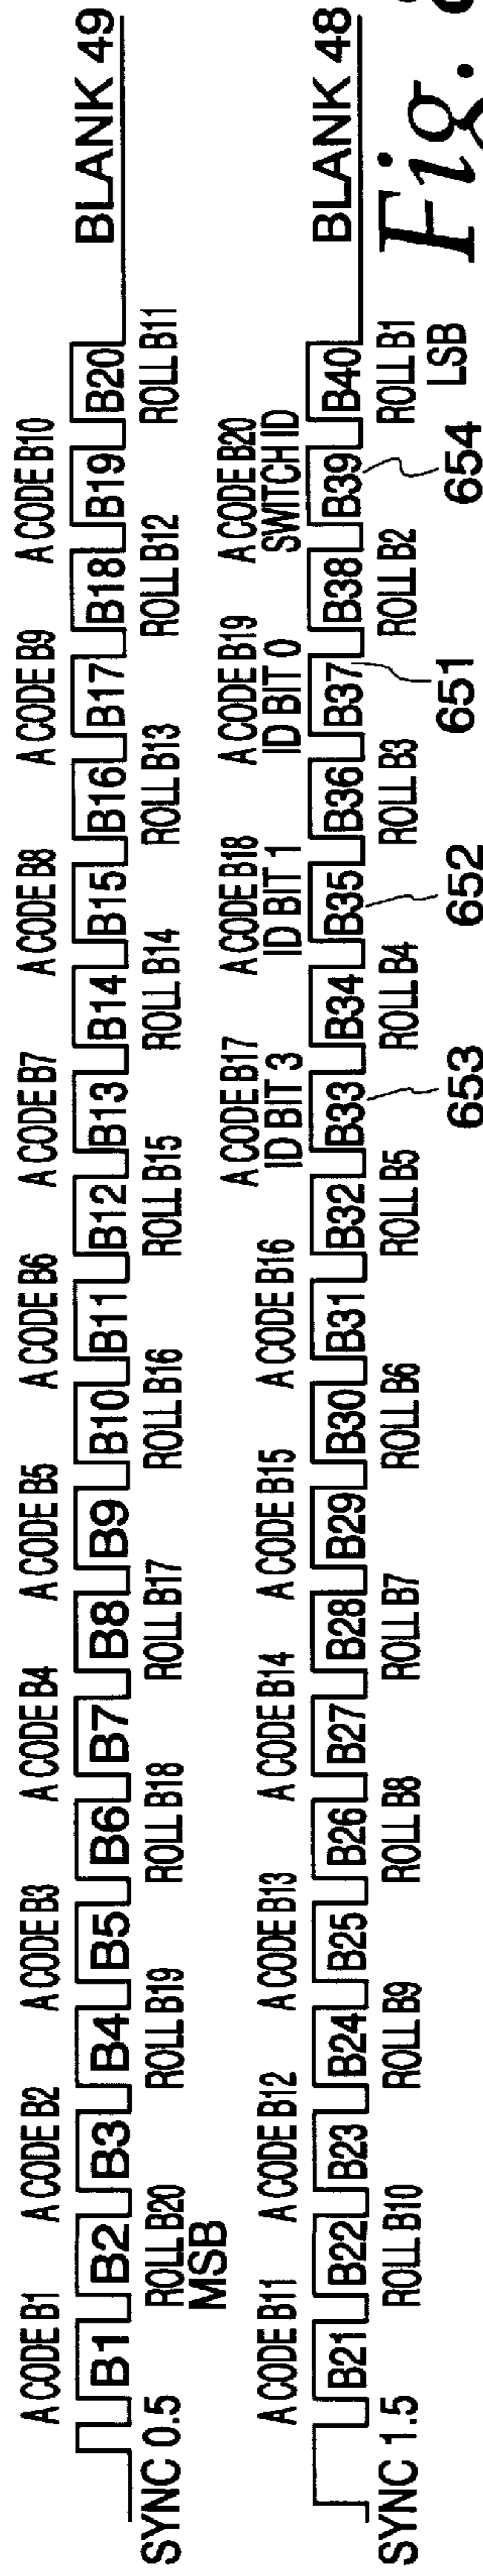 A CODE B1 A CODE B2 A CODE B3 A CODE B4 A CODE B5 A CODE B6 A CODE B7 A CODE B8 A CODE B9 A CODE B10
B1 B2 B3 B4 B5 B6 B7 B8 B9 B10 B11 B12 B13 B14 B15 B16 B17 B18 B19 B20 BLANK 49
SYNC 0.5 ROLL B20 ROLL B19 ROLL B18 ROLL B17 ROLL B16 ROLL B15 ROLL B14 ROLL B13 ROLL B12 ROLL B11
MSB
A CODE B17 A CODE B18 A CODE B19 A CODE B20
A CODE B11 A CODE B12 A CODE B13 A CODE B14 A CODE B15 A CODE B16 ID BIT 3 ID BIT 1 ID BIT 0 SWITCH ID
B21 B22 B23 B24 B25 B26 B27 B28 B29 B30 B31 B32 B33 B34 B35 B36 B37 B38 B39 B40 BLANK 48
SYNC 1.5 ROLL B10 ROLL B9 ROLL B8 ROLL B7 ROLL B6 ROLL B5 ROLL B4 ROLL B3 ROLL B2 ROLL B1
LSB
653 652 651 654
Fig.